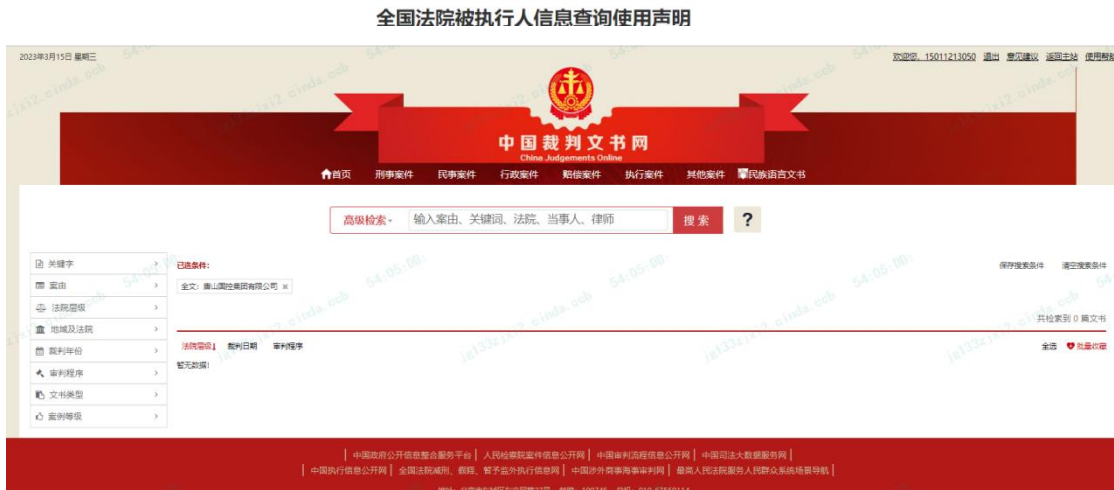 全国法院被执行人信息查询使用声明
2023年3月15日 星期三
欢迎您，15011213050 退出 意见建议 返回主站 使用帮助
中国裁判文书网
China Judgements Online
首页 刑事案件 民事案件 行政案件 赔偿案件 执行案件 其他案件 民族语言文书
高级检索 输入案由、关键词、法院、当事人、律师 搜索 ?
关键字
案由
法院层级
地域及法院
裁判年份
审判程序
文书类型
案例等级
已选条件:
保存搜索条件 清空搜索条件
全文: 唐山国控集团有限公司
共检索到 0 篇文书
法院层级 裁判日期 审判程序
全选 批量收藏
暂无数据!
中国政府公开信息整合服务平台 | 人民检察院案件信息公开网 | 中国审判流程信息公开网 | 中国司法大数据服务网 |
中国执行信息公开网 | 全国法院减刑、假释、暂予监外执行信息网 | 中国涉外商事海事审判网 | 最高人民法院服务人民群众系统场景导航 |